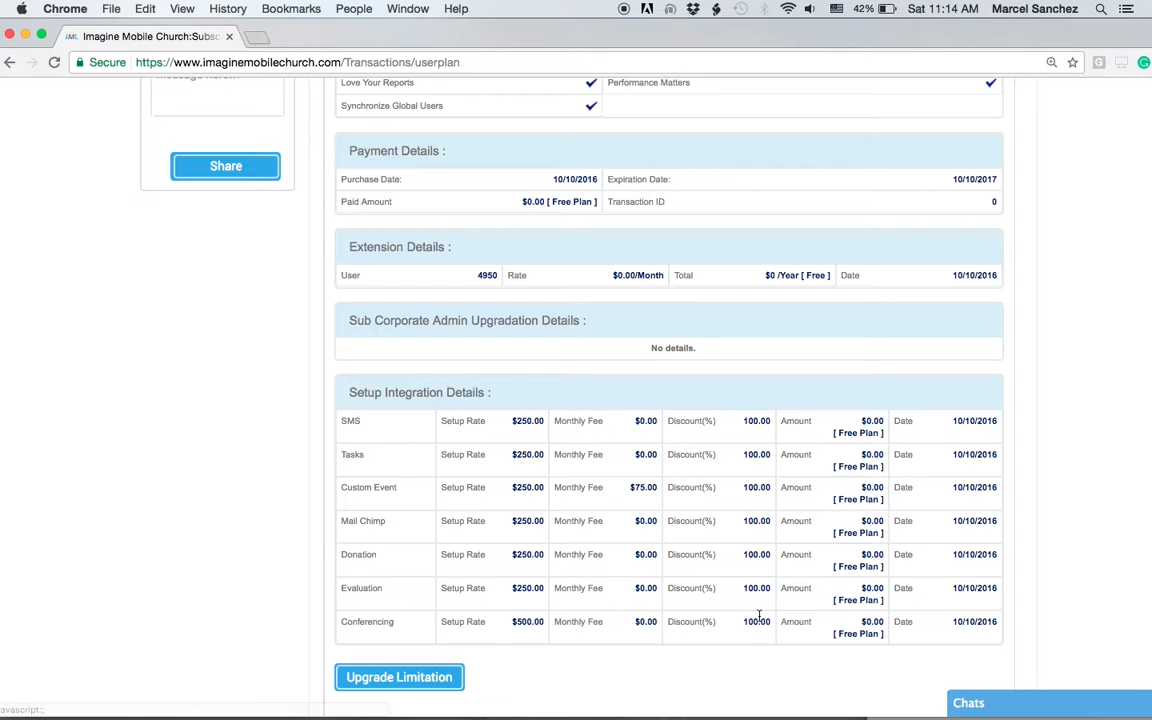 Chrome File Edit View History Bookmarks People Window Help 42% Sat 11:14 AM Marcel Sanchez
Imagine Mobile Church:Subsc
Secure https://www.imaginemobilechurch.com/Transactions/userplan
Love Your Reports Performance Matters
Synchronize Global Users
Share
Payment Details :
Purchase Date: 10/10/2016 Expiration Date: 10/10/2017
Paid Amount $0.00 [ Free Plan ] Transaction ID 0
Extension Details :
User 4950 Rate $0.00/Month Total $0 /Year [ Free ] Date 10/10/2016
Sub Corporate Admin Upgradation Details :
No details.
Setup Integration Details :
SMS Setup Rate $250.00 Monthly Fee $0.00 Discount(%) 100.00 Amount $0.00 Date 10/10/2016
[ Free Plan ]
Tasks Setup Rate $250.00 Monthly Fee $0.00 Discount(%) 100.00 Amount $0.00 Date 10/10/2016
[ Free Plan ]
Custom Event Setup Rate $250.00 Monthly Fee $75.00 Discount(%) 100.00 Amount $0.00 Date 10/10/2016
[ Free Plan ]
Mail Chimp Setup Rate $250.00 Monthly Fee $0.00 Discount(%) 100.00 Amount $0.00 Date 10/10/2016
[ Free Plan ]
Donation Setup Rate $250.00 Monthly Fee $0.00 Discount(%) 100.00 Amount $0.00 Date 10/10/2016
[ Free Plan ]
Evaluation Setup Rate $250.00 Monthly Fee $0.00 Discount(%) 100.00 Amount $0.00 Date 10/10/2016
[ Free Plan ]
Conferencing Setup Rate $500.00 Monthly Fee $0.00 Discount(%) 100.00 Amount $0.00 Date 10/10/2016
[ Free Plan ]
Upgrade Limitation
Chats
avascript:;